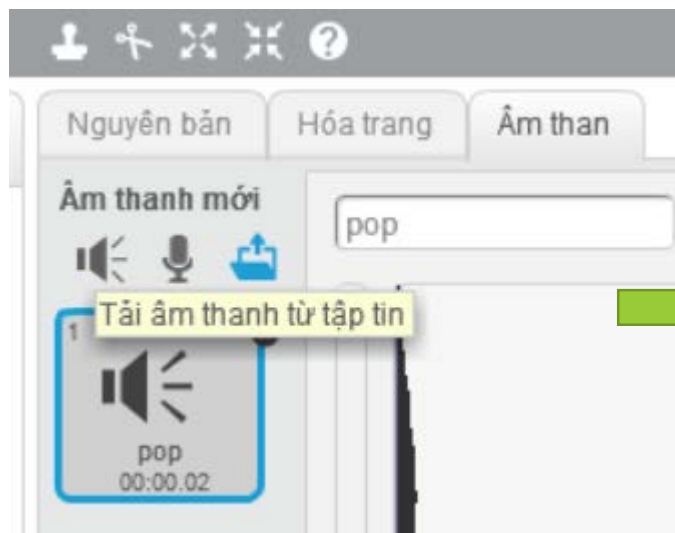 Nguyên bản Hóa trang Âm than
Âm thanh mới
pop
Tải âm thanh từ tập tin
1
pop
00:00.02